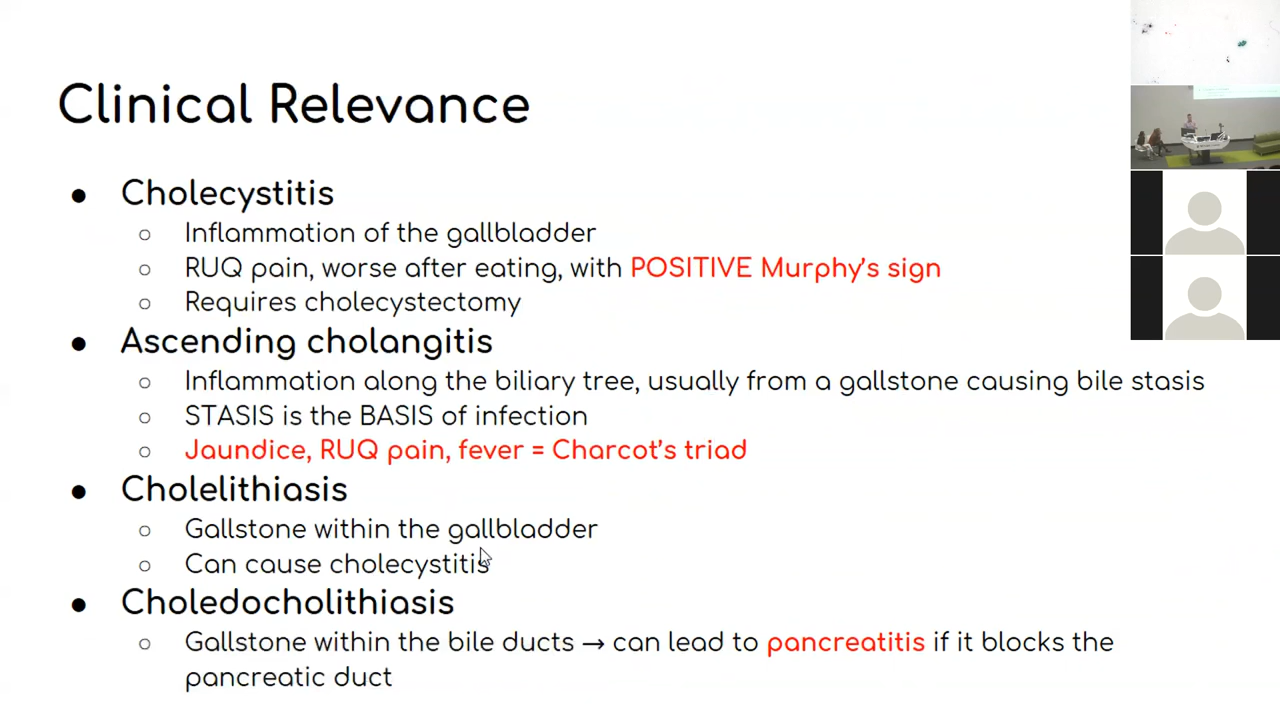 Clinical Relevance
● Cholecystitis
○ Inflammation of the gallbladder
○ RUQ pain, worse after eating, with POSITIVE Murphy's sign
○ Requires cholecystectomy
● Ascending cholangitis
○ Inflammation along the biliary tree, usually from a gallstone causing bile stasis
○ STASIS is the BASIS of infection
○ Jaundice, RUQ pain, fever = Charcot's triad
● Cholelithiasis
○ Gallstone within the gallbladder
○ Can cause cholecystitis
● Choledocholithiasis
○ Gallstone within the bile ducts → can lead to pancreatitis if it blocks the
pancreatic duct